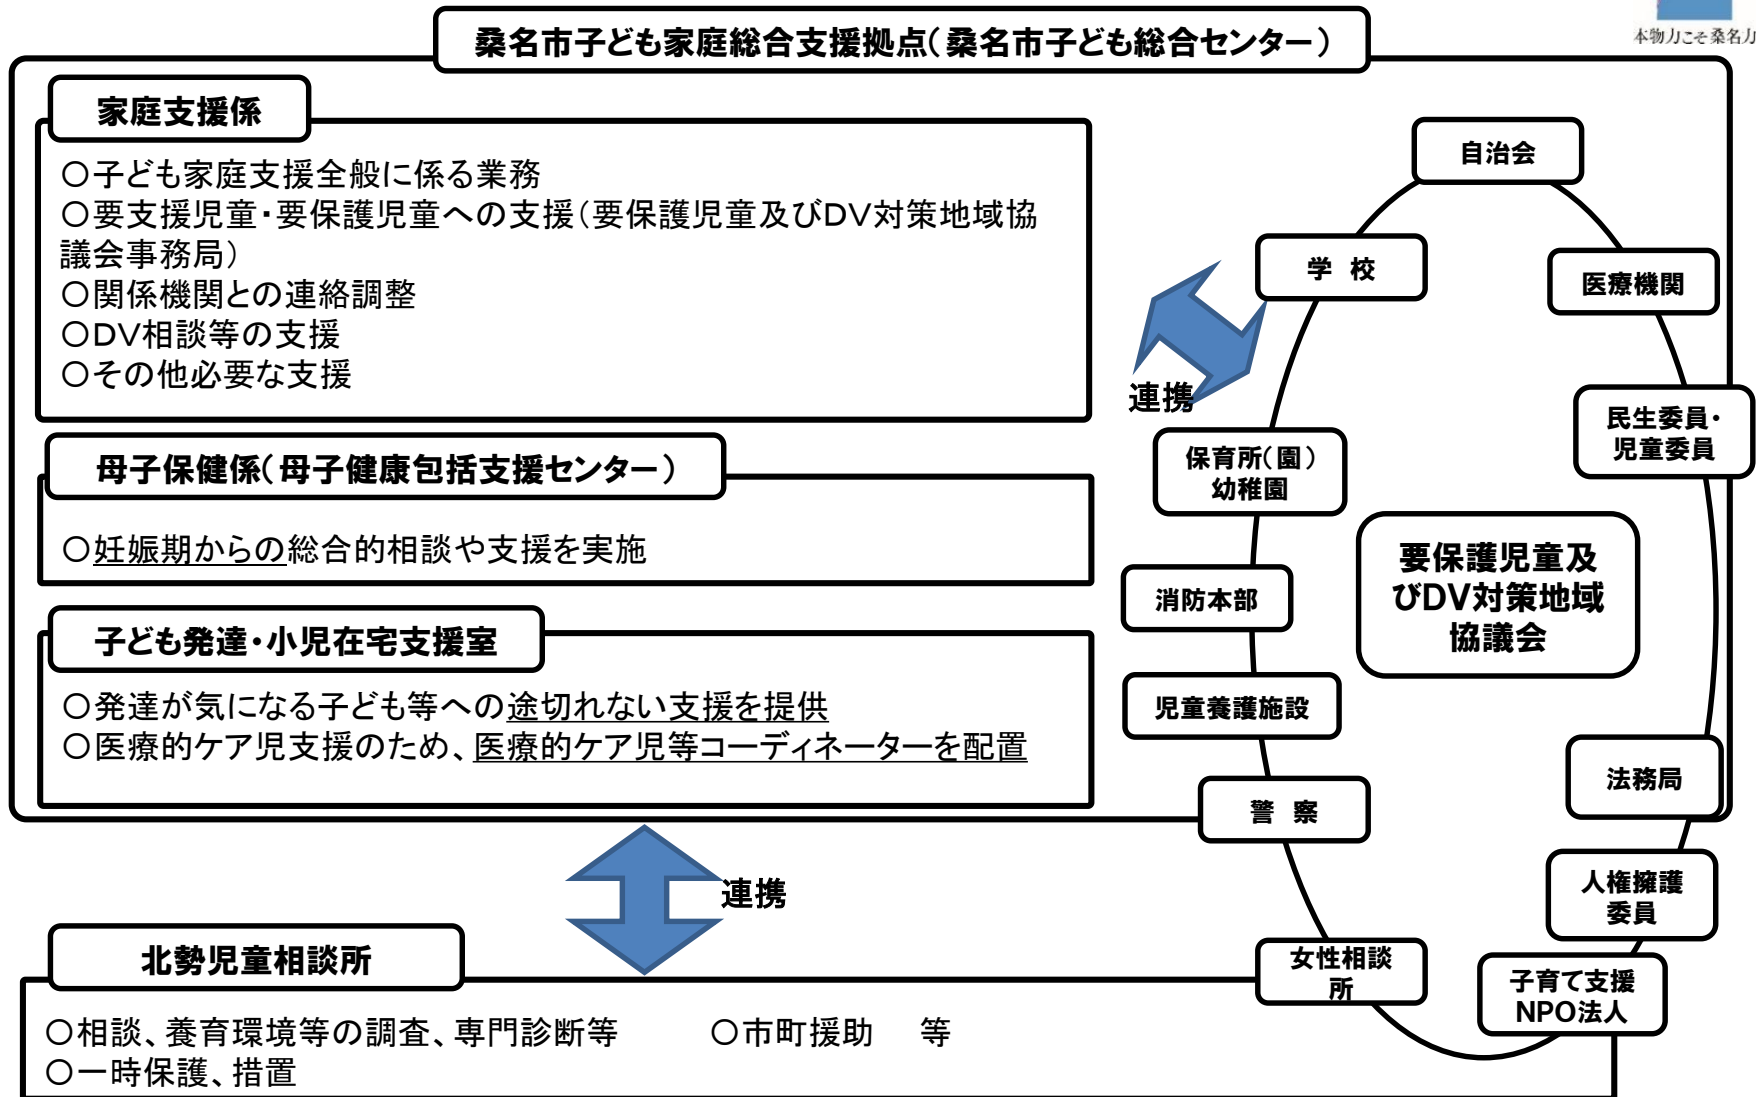 本物力こそ桑名力
桑名市子ども家庭総合支援拠点(桑名市子ども総合センター)
家庭支援係
○子ども家庭支援全般に係る業務
○要支援児童・要保護児童への支援(要保護児童及びDV対策地域協
議会事務局)
○関係機関との連絡調整
○DV相談等の支援
○その他必要な支援
母子保健係(母子健康包括支援センター)
○妊娠期からの総合的相談や支援を実施
子ども発達・小児在宅支援室
○発達が気になる子ども等への途切れない支援を提供
○医療的ケア児支援のため、医療的ケア児等コーディネーターを配置
連携
北勢児童相談所
○相談、養育環境等の調査、専門診断等 ○市町援助 等
○一時保護、措置
連携
自治会
学 校
医療機関
民生委員・
児童委員
保育所(園)
幼稚園
要保護児童及
びDV対策地域
協議会
消防本部
児童養護施設
法務局
警 察
人権擁護
委員
女性相談
所
子育て支援
NPO法人